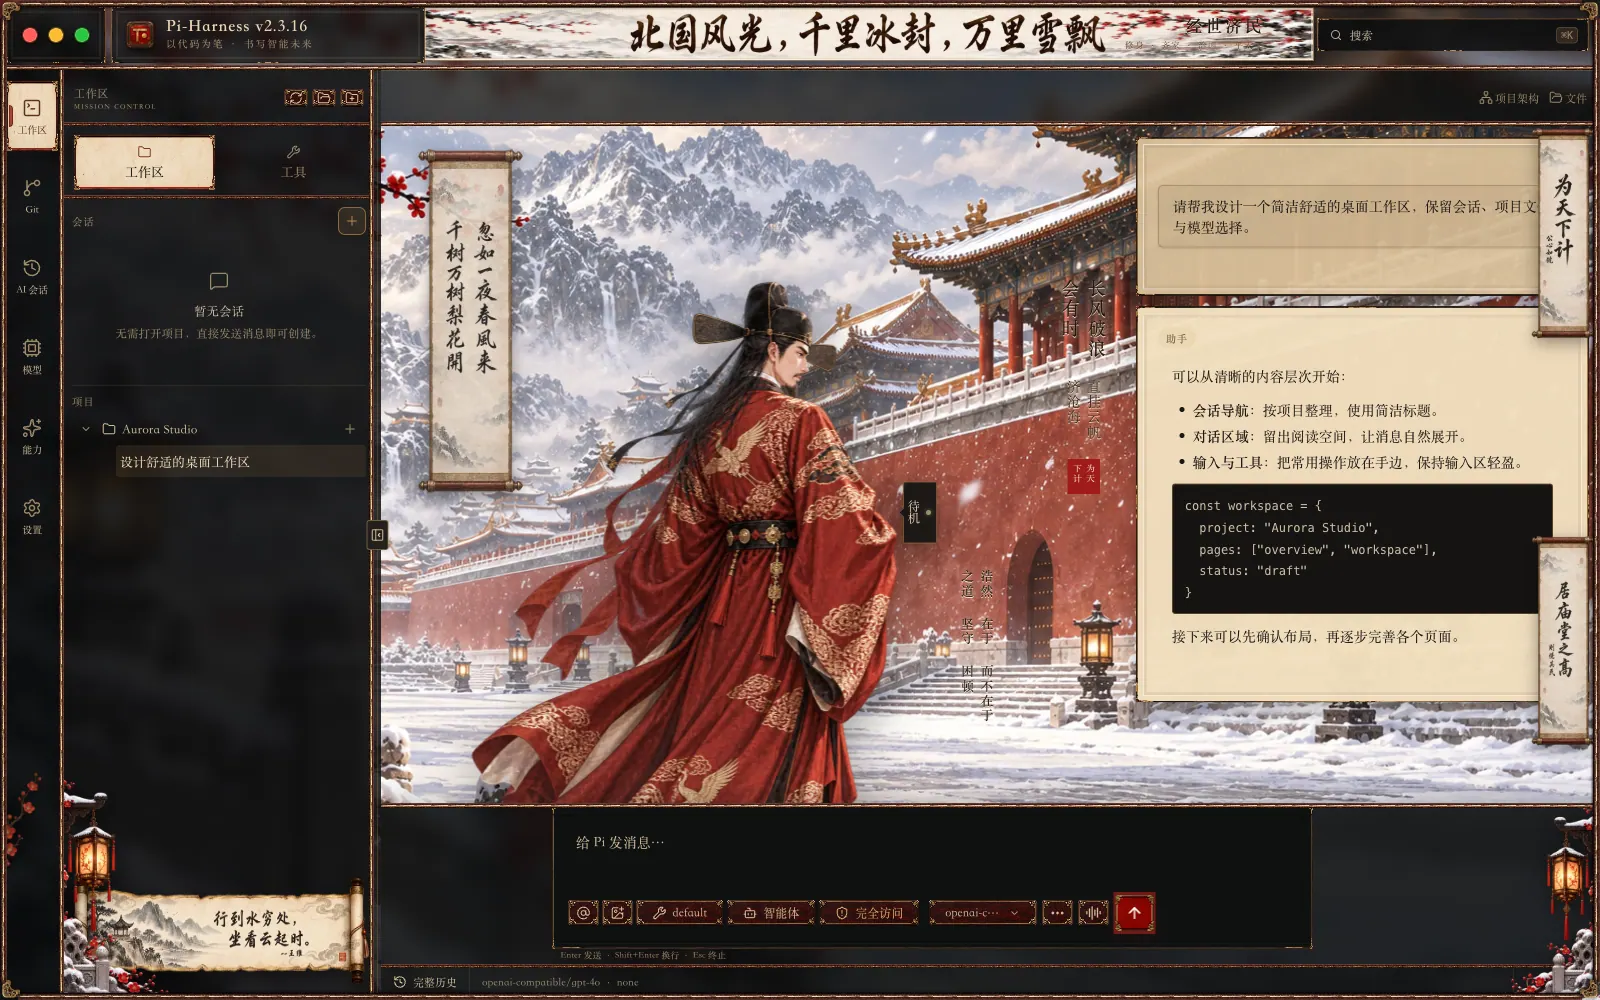 Pi-Harness v2.3.16
以代码为笔 · 书写智能未来
北国风光，千里冰封，万里雪飘
经世济民
搜索
⌘K
工作区
Git
AI 会话
模型
能力
设置
工作区
MISSION CONTROL
工作区
工具
会话
暂无会话
无需打开项目，直接发送消息即可创建。
项目
Aurora Studio
设计舒适的桌面工作区
行到水穷处，
坐看云起时。
—王维
项目架构
文件
忽如一夜春風来
千树万树梨花開
长风破浪
会有时
直挂云帆
济沧海
为天
下计
待机
浩然 在于 而不在于
之道 坚守 困顿
请帮我设计一个简洁舒适的桌面工作区，保留会话、项目文
与模型选择。
助手
可以从清晰的内容层次开始：
会话导航：按项目整理，使用简洁标题。
对话区域：留出阅读空间，让消息自然展开。
输入与工具：把常用操作放在手边，保持输入区轻盈。
const workspace = {
project: "Aurora Studio",
pages: ["overview", "workspace"],
status: "draft"
}
接下来可以先确认布局，再逐步完善各个页面。
为天下计
居庙堂之高
给 Pi 发消息…
default
智能体
完全访问
openai-c…
Enter 发送 · Shift+Enter 换行 · Esc 终止
完整历史
openai-compatible/gpt-4o · none